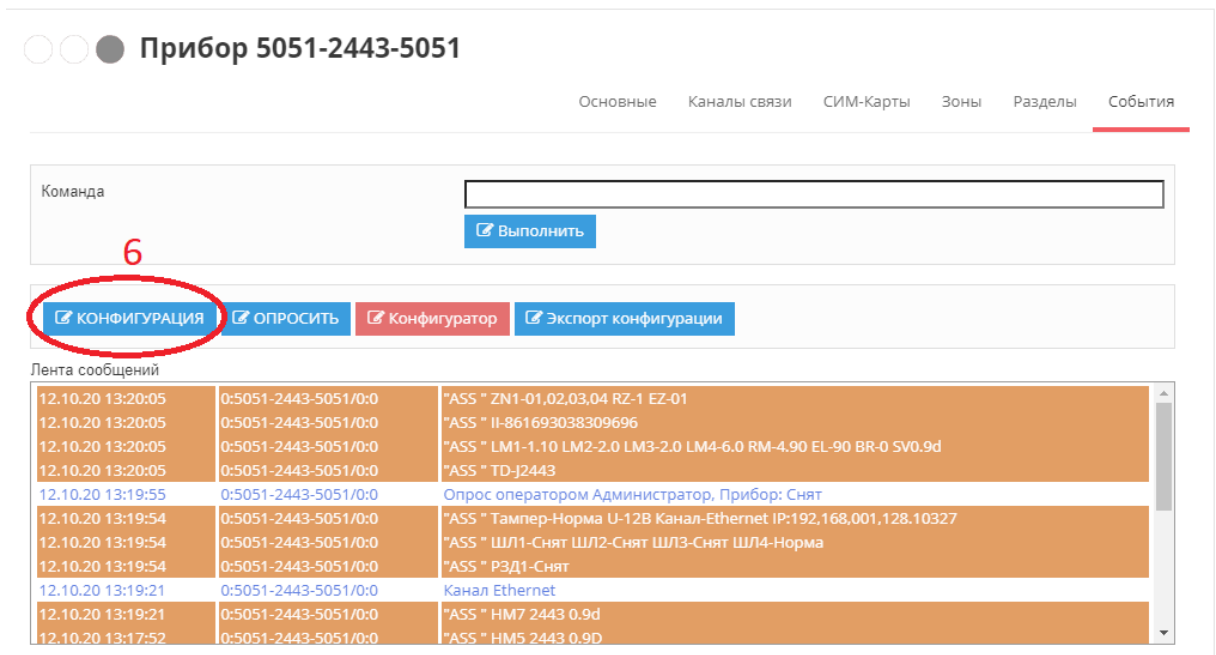 Прибор 5051-2443-5051
Основные Каналы связи СИМ-Карты Зоны Разделы События
Команда
Выполнить
6
КОНФИГУРАЦИЯ ОПРОСИТЬ Конфигуратор Экспорт конфигурации
Лента сообщений
12.10.20 13:20:05 0:5051-2443-5051/0:0 "ASS " ZN1-01,02,03,04 RZ-1 EZ-01
12.10.20 13:20:05 0:5051-2443-5051/0:0 "ASS " II-861693038309696
12.10.20 13:20:05 0:5051-2443-5051/0:0 "ASS " LM1-1.10 LM2-2.0 LM3-2.0 LM4-6.0 RM-4.90 EL-90 BR-0 SV0.9d
12.10.20 13:20:05 0:5051-2443-5051/0:0 "ASS " TD-J2443
12.10.20 13:19:55 0:5051-2443-5051/0:0 Опрос оператором Администратор, Прибор: Снят
12.10.20 13:19:54 0:5051-2443-5051/0:0 "ASS " Тампер-Норма U-12В Канал-Ethernet IP:192,168,001,128.10327
12.10.20 13:19:54 0:5051-2443-5051/0:0 "ASS " ШЛ1-Снят ШЛ2-Снят ШЛ3-Снят ШЛ4-Норма
12.10.20 13:19:54 0:5051-2443-5051/0:0 "ASS " РЗД1-Снят
12.10.20 13:19:21 0:5051-2443-5051/0:0 Канал Ethernet
12.10.20 13:19:21 0:5051-2443-5051/0:0 "ASS " HM7 2443 0.9d
12.10.20 13:17:52 0:5051-2443-5051/0:0 "ASS " HM5 2443 0.9D